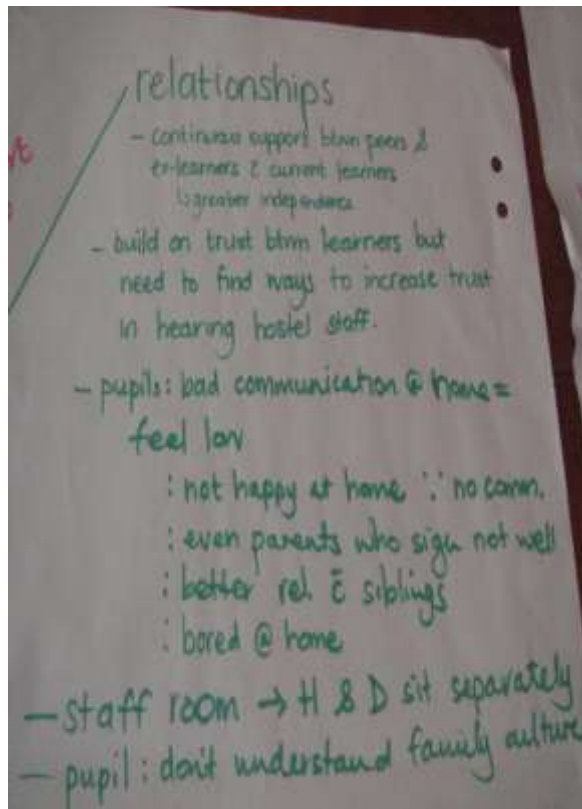 relationships
- continuous support btwn peers &
ex-learners c̄ current learners
↳ greater independence
- build on trust btwn learners but
need to find ways to increase trust
in hearing hostel staff.
- pupils: bad communication @ home =
feel low
: not happy at home ∵ no comm.
: even parents who sign not well
: better rel. c̄ siblings
: bored @ home
- staff room → H & D sit separately
- pupil: don't understand family culture